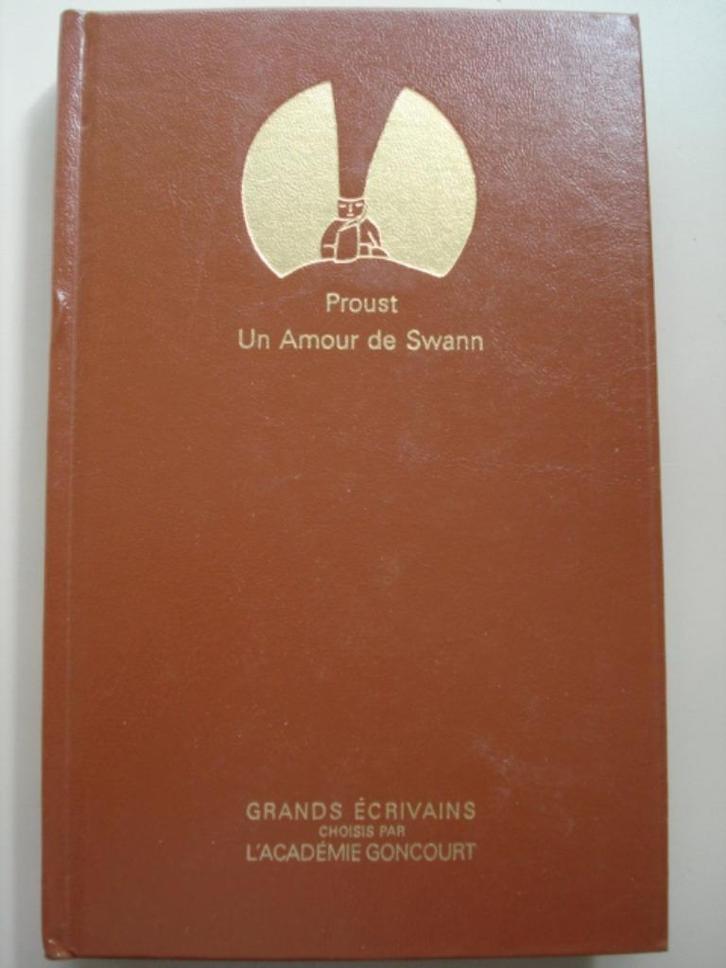 Proust
Un Amour de Swann
GRANDS ÉCRIVAINS
CHOISIS PAR
L'ACADÉMIE GONCOURT